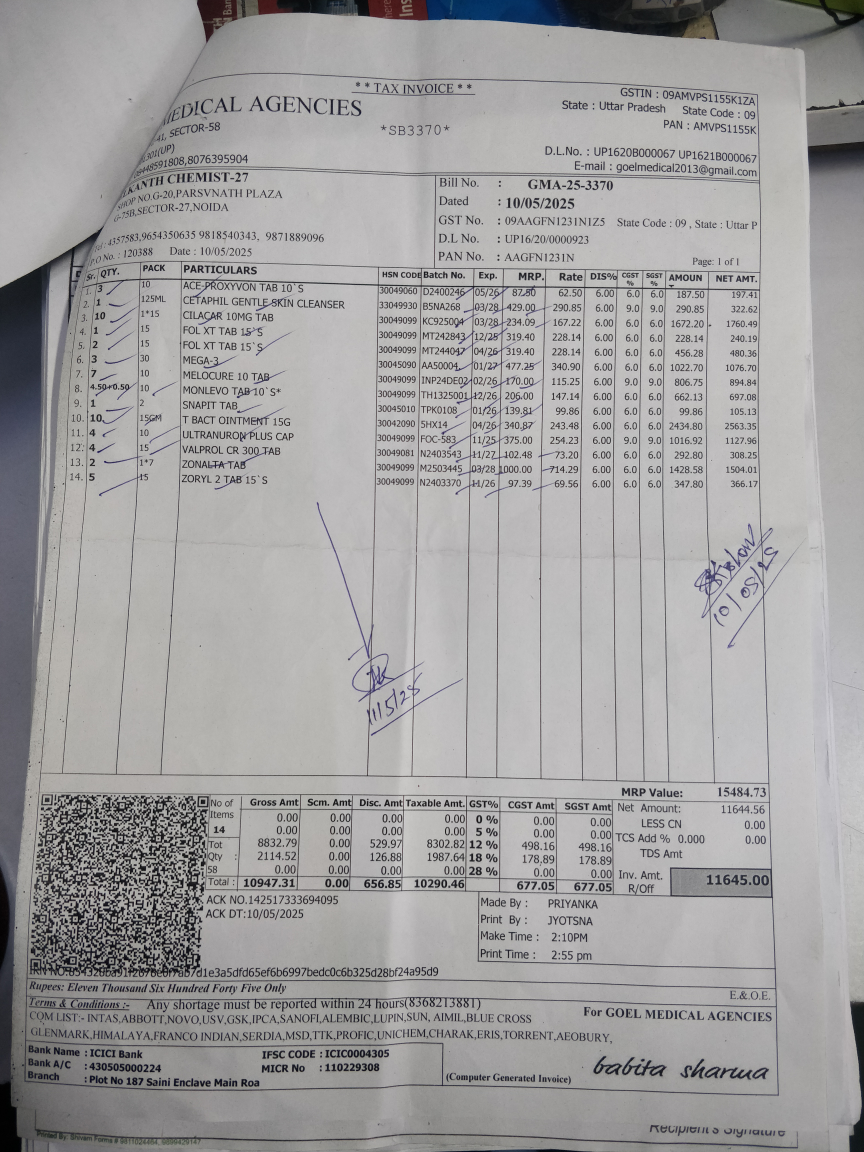 * * TAX INVOICE * *
MEDICAL AGENCIES
SECTOR-58
301(UP)
9448591808,8076395904
*SB3370*
GSTIN : 09AMVPS1155K1ZA
State : Uttar Pradesh State Code : 09
PAN : AMVPS1155K
D.L.No. : UP1620B000067 UP1621B000067
E-mail : goelmedical2013@gmail.com
KANTH CHEMIST-27
SHOP NO.G-20,PARSVNATH PLAZA
G-75B,SECTOR-27,NOIDA
4357583,9654350635 9818540343, 9871889096
P.O No. : 120388 Date : 10/05/2025
Bill No. : GMA-25-3370
Dated : 10/05/2025
GST No. : 09AAGFN1231N1Z5 State Code : 09 , State : Uttar P
D.L No. : UP16/20/0000923
PAN No. : AAGFN1231N
Page: 1 of 1
Sr. QTY. PACK PARTICULARS HSN CODE Batch No. Exp. MRP. Rate DIS% CGST % SGST % AMOUN T NET AMT.
1. 3 10 ACE-PROXYVON TAB 10`S 30049060 D2400246 05/26 87.50 62.50 6.00 6.0 6.0 187.50 197.41
2. 1 125ML CETAPHIL GENTLE SKIN CLEANSER 33049930 B5NA268 03/28 429.00 290.85 6.00 9.0 9.0 290.85 322.62
3. 10 1*15 CILACAR 10MG TAB 30049099 KC925004 03/28 234.09 167.22 6.00 6.0 6.0 1672.20 1760.49
4. 1 15 FOL XT TAB 15`S 30049099 MT242843 12/25 319.40 228.14 6.00 6.0 6.0 228.14 240.19
5. 2 15 FOL XT TAB 15`S 30049099 MT244047 04/26 319.40 228.14 6.00 6.0 6.0 456.28 480.36
6. 3 30 MEGA-3 30045090 AA50004 01/27 477.25 340.90 6.00 6.0 6.0 1022.70 1076.70
7. 7 10 MELOCURE 10 TAB 30049099 INP24DE02 02/26 170.00 115.25 6.00 9.0 9.0 806.75 894.84
8. 4.50+0.50 10 MONLEVO TAB 10`S* 30049099 TH1325001 12/26 206.00 147.14 6.00 6.0 6.0 662.13 697.08
9. 1 2 SNAPIT TAB 30045010 TPK0108 01/26 139.81 99.86 6.00 6.0 6.0 99.86 105.13
10. 10 15GM T BACT OINTMENT 15G 30042090 5HX14 04/26 340.87 243.48 6.00 6.0 6.0 2434.80 2563.35
11. 4 10 ULTRANURON PLUS CAP 30049099 FOC-583 11/25 375.00 254.23 6.00 9.0 9.0 1016.92 1127.96
12. 4 15 VALPROL CR 300 TAB 30049081 N2403543 11/27 102.48 73.20 6.00 6.0 6.0 292.80 308.25
13. 2 1*7 ZONALTA TAB 30049099 M2503445 03/28 1000.00 714.29 6.00 6.0 6.0 1428.58 1504.01
14. 5 15 ZORYL 2 TAB 15`S 30049099 N2403370 11/26 97.39 69.56 6.00 6.0 6.0 347.80 366.17
10/05/25
11/5/25
MRP Value: 15484.73
No of Items 14 Tot Qty : 58
Gross Amt Scm. Amt Disc. Amt Taxable Amt. GST% CGST Amt SGST Amt
0.00 0.00 0.00 0.00 0 % 0.00 0.00
0.00 0.00 0.00 0.00 5 % 0.00 0.00
8832.79 0.00 529.97 8302.82 12 % 498.16 498.16
2114.52 0.00 126.88 1987.64 18 % 178.89 178.89
0.00 0.00 0.00 0.00 28 % 0.00 0.00
Total : 10947.31 0.00 656.85 10290.46 677.05 677.05
Net Amount: 11644.56
LESS CN 0.00
TCS Add % 0.000 0.00
TDS Amt
Inv. Amt. R/Off 11645.00
ACK NO.142517333694095
ACK DT:10/05/2025
Made By : PRIYANKA
Print By : JYOTSNA
Make Time : 2:10PM
Print Time : 2:55 pm
d1e3a5dfd65ef6b6997bedc0c6b325d28bf24a95d9
Rupees: Eleven Thousand Six Hundred Forty Five Only
E.&.O.E.
Terms & Conditions :- Any shortage must be reported within 24 hours(8368213881)
COM LIST:- INTAS,ABBOTT,NOVO,USV,GSK,IPCA,SANOFI,ALEMBIC,LUPIN,SUN, AIMIL,BLUE CROSS
GLENMARK,HIMALAYA,FRANCO INDIAN,SERDIA,MSD,TTK,PROFIC,UNICHEM,CHARAK,ERIS,TORRENT,AEOBURY,
For GOEL MEDICAL AGENCIES
Bank Name : ICICI Bank IFSC CODE : ICIC0004305
Bank A/C : 430505000224 MICR No : 110229308
Branch : Plot No 187 Saini Enclave Main Roa
(Computer Generated Invoice)
babita sharma
Recipient's Signature